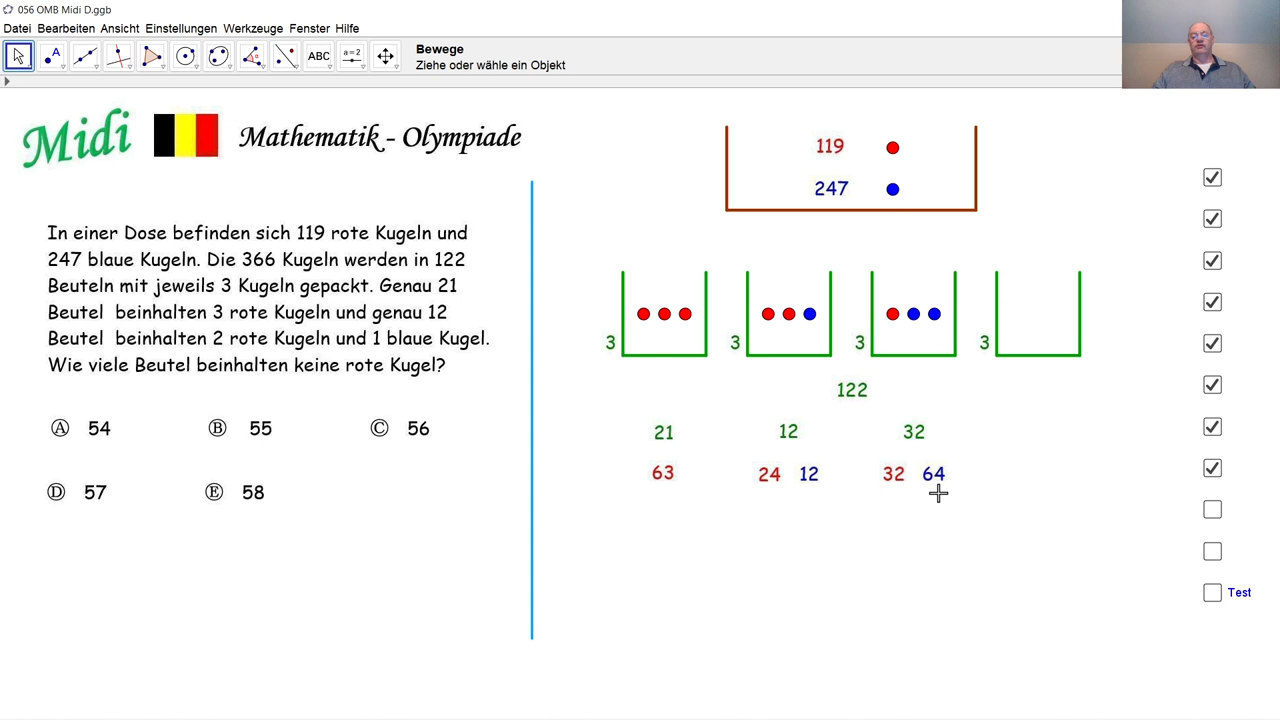 056 OMB Midi D.ggb
Datei Bearbeiten Ansicht Einstellungen Werkzeuge Fenster Hilfe
A
ABC
a=2
Bewege
Ziehe oder wähle ein Objekt
Midi
Mathematik - Olympiade
In einer Dose befinden sich 119 rote Kugeln und
247 blaue Kugeln. Die 366 Kugeln werden in 122
Beuteln mit jeweils 3 Kugeln gepackt. Genau 21
Beutel beinhalten 3 rote Kugeln und genau 12
Beutel beinhalten 2 rote Kugeln und 1 blaue Kugel.
Wie viele Beutel beinhalten keine rote Kugel?
Ⓐ 54 Ⓑ 55 Ⓒ 56
Ⓓ 57 Ⓔ 58
119
247
3 3 3 3
122
21 12 32
63 24 12 32 64
Test